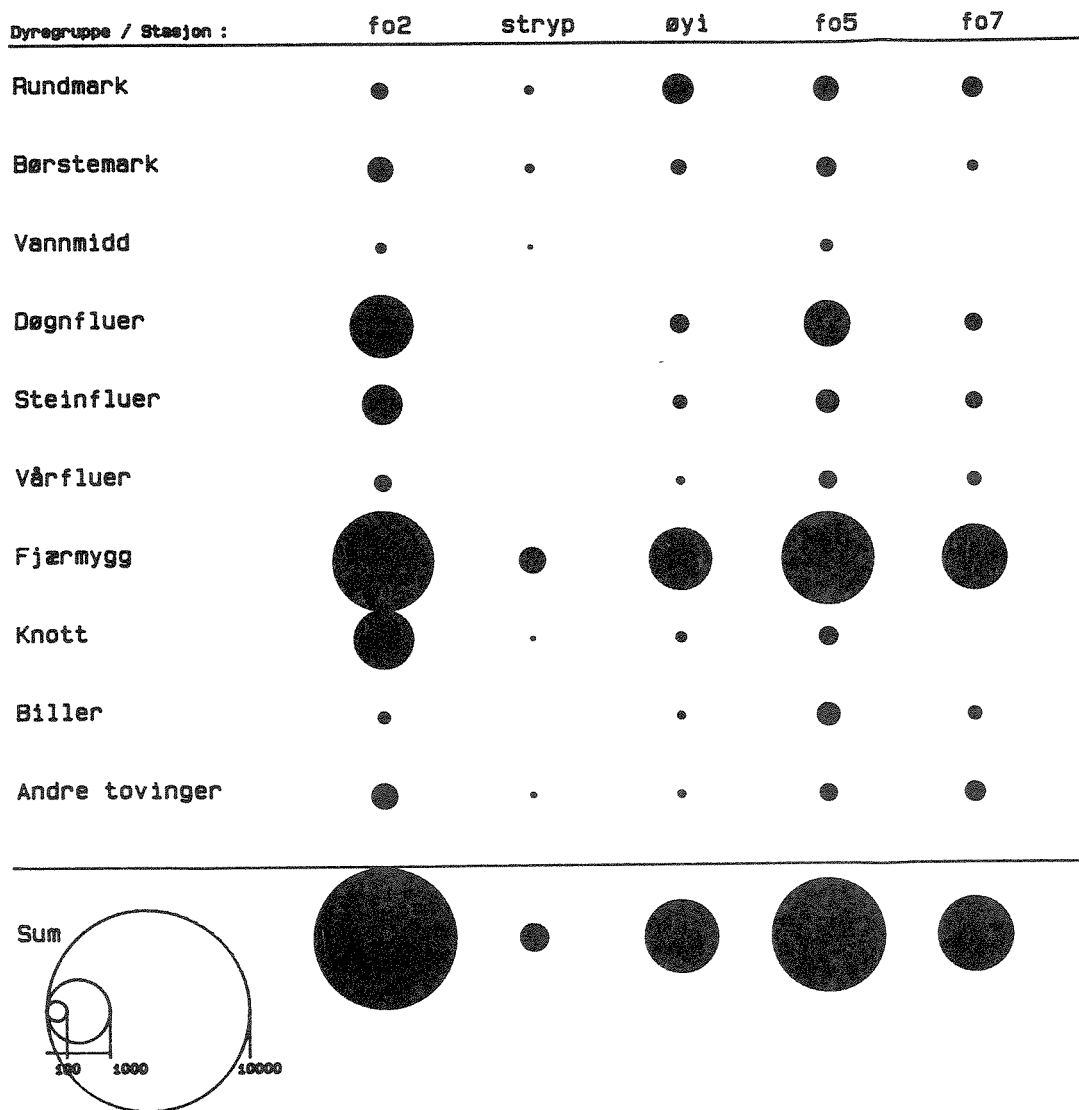 Dyregruppe / Stasjon : fo2 stryp øyi fo5 fo7
Rundmark
Børstemark
Vannmidd
Døgnfluer
Steinfluer
Vårfluer
Fjærmygg
Knott
Biller
Andre tovinger
Sum
100 1000 10000